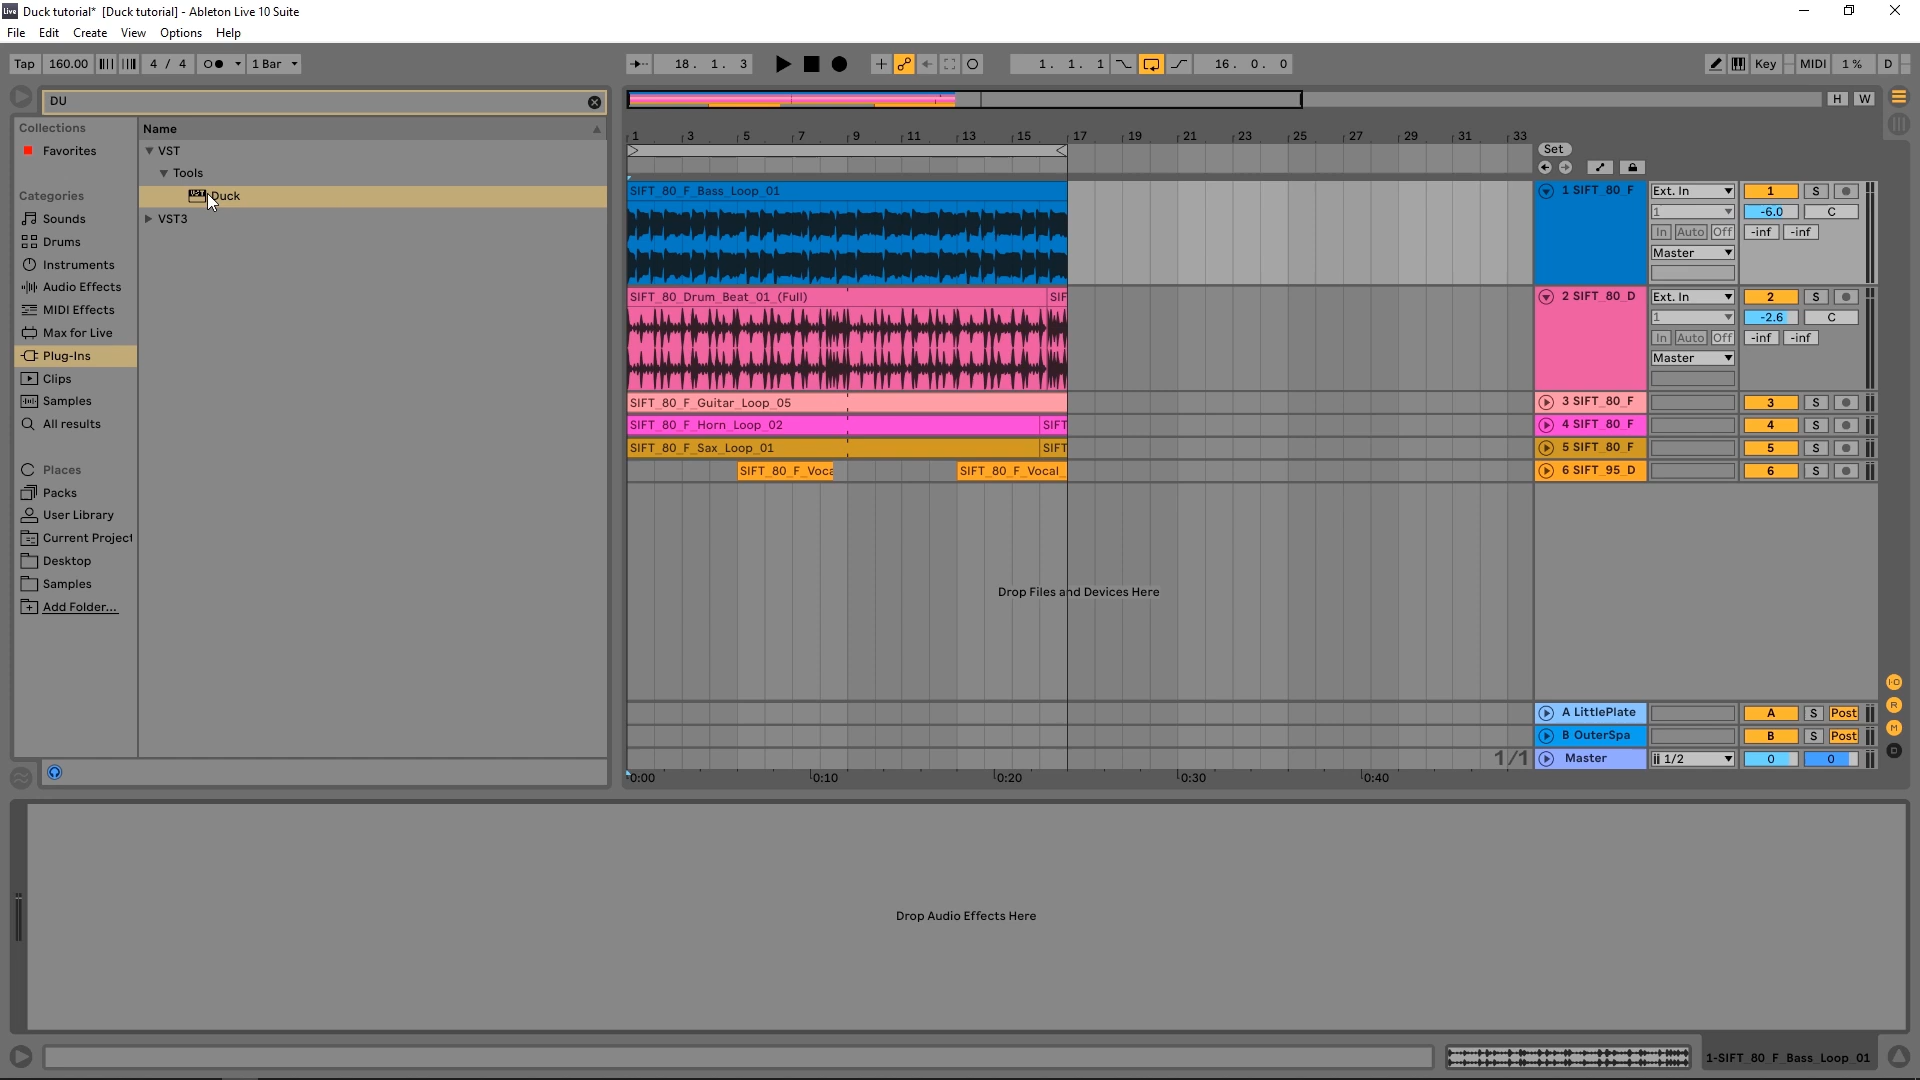 Live Duck tutorial* [Duck tutorial] - Ableton Live 10 Suite
File Edit Create View Options Help
Tap 160.00 4 / 4 1 Bar 18. 1. 3 1. 1. 1 16. 0. 0 Key MIDI 1 % D
DU H W
Collections
Favorites
Categories
Sounds
Drums
Instruments
Audio Effects
MIDI Effects
Max for Live
Plug-Ins
Clips
Samples
All results
Places
Packs
User Library
Current Project
Desktop
Samples
Add Folder...
Name
VST
Tools
Duck
VST3
1 3 5 7 9 11 13 15 17 19 21 23 25 27 29 31 33
Set
SIFT_80_F_Bass_Loop_01
SIFT_80_Drum_Beat_01_(Full) SIF
SIFT_80_F_Guitar_Loop_05
SIFT_80_F_Horn_Loop_02 SIFT
SIFT_80_F_Sax_Loop_01 SIFT
SIFT_80_F_Voca SIFT_80_F_Vocal_
Drop Files and Devices Here
1/1
0:00 0:10 0:20 0:30 0:40
1 SIFT_80_F Ext. In 1 S
1 -6.0 C
In Auto Off -inf -inf
Master
2 SIFT_80_D Ext. In 2 S
1 -2.6 C
In Auto Off -inf -inf
Master
3 SIFT_80_F 3 S
4 SIFT_80_F 4 S
5 SIFT_80_F 5 S
6 SIFT_95_D 6 S
A LittlePlate A S Post
B OuterSpa B S Post
Master 1/2 0 0
I-O
R
M
D
Drop Audio Effects Here
1-SIFT_80_F_Bass_Loop_01